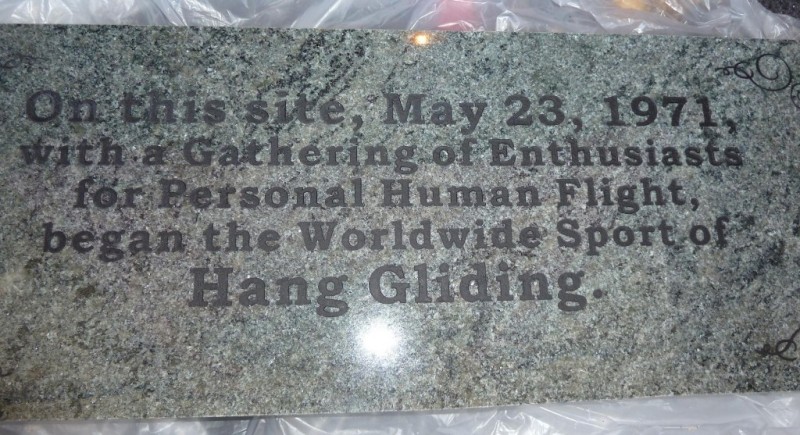 On this site, May 23, 1971,
with a Gathering of Enthusiasts
for Personal Human Flight,
began the Worldwide Sport of
Hang Gliding.